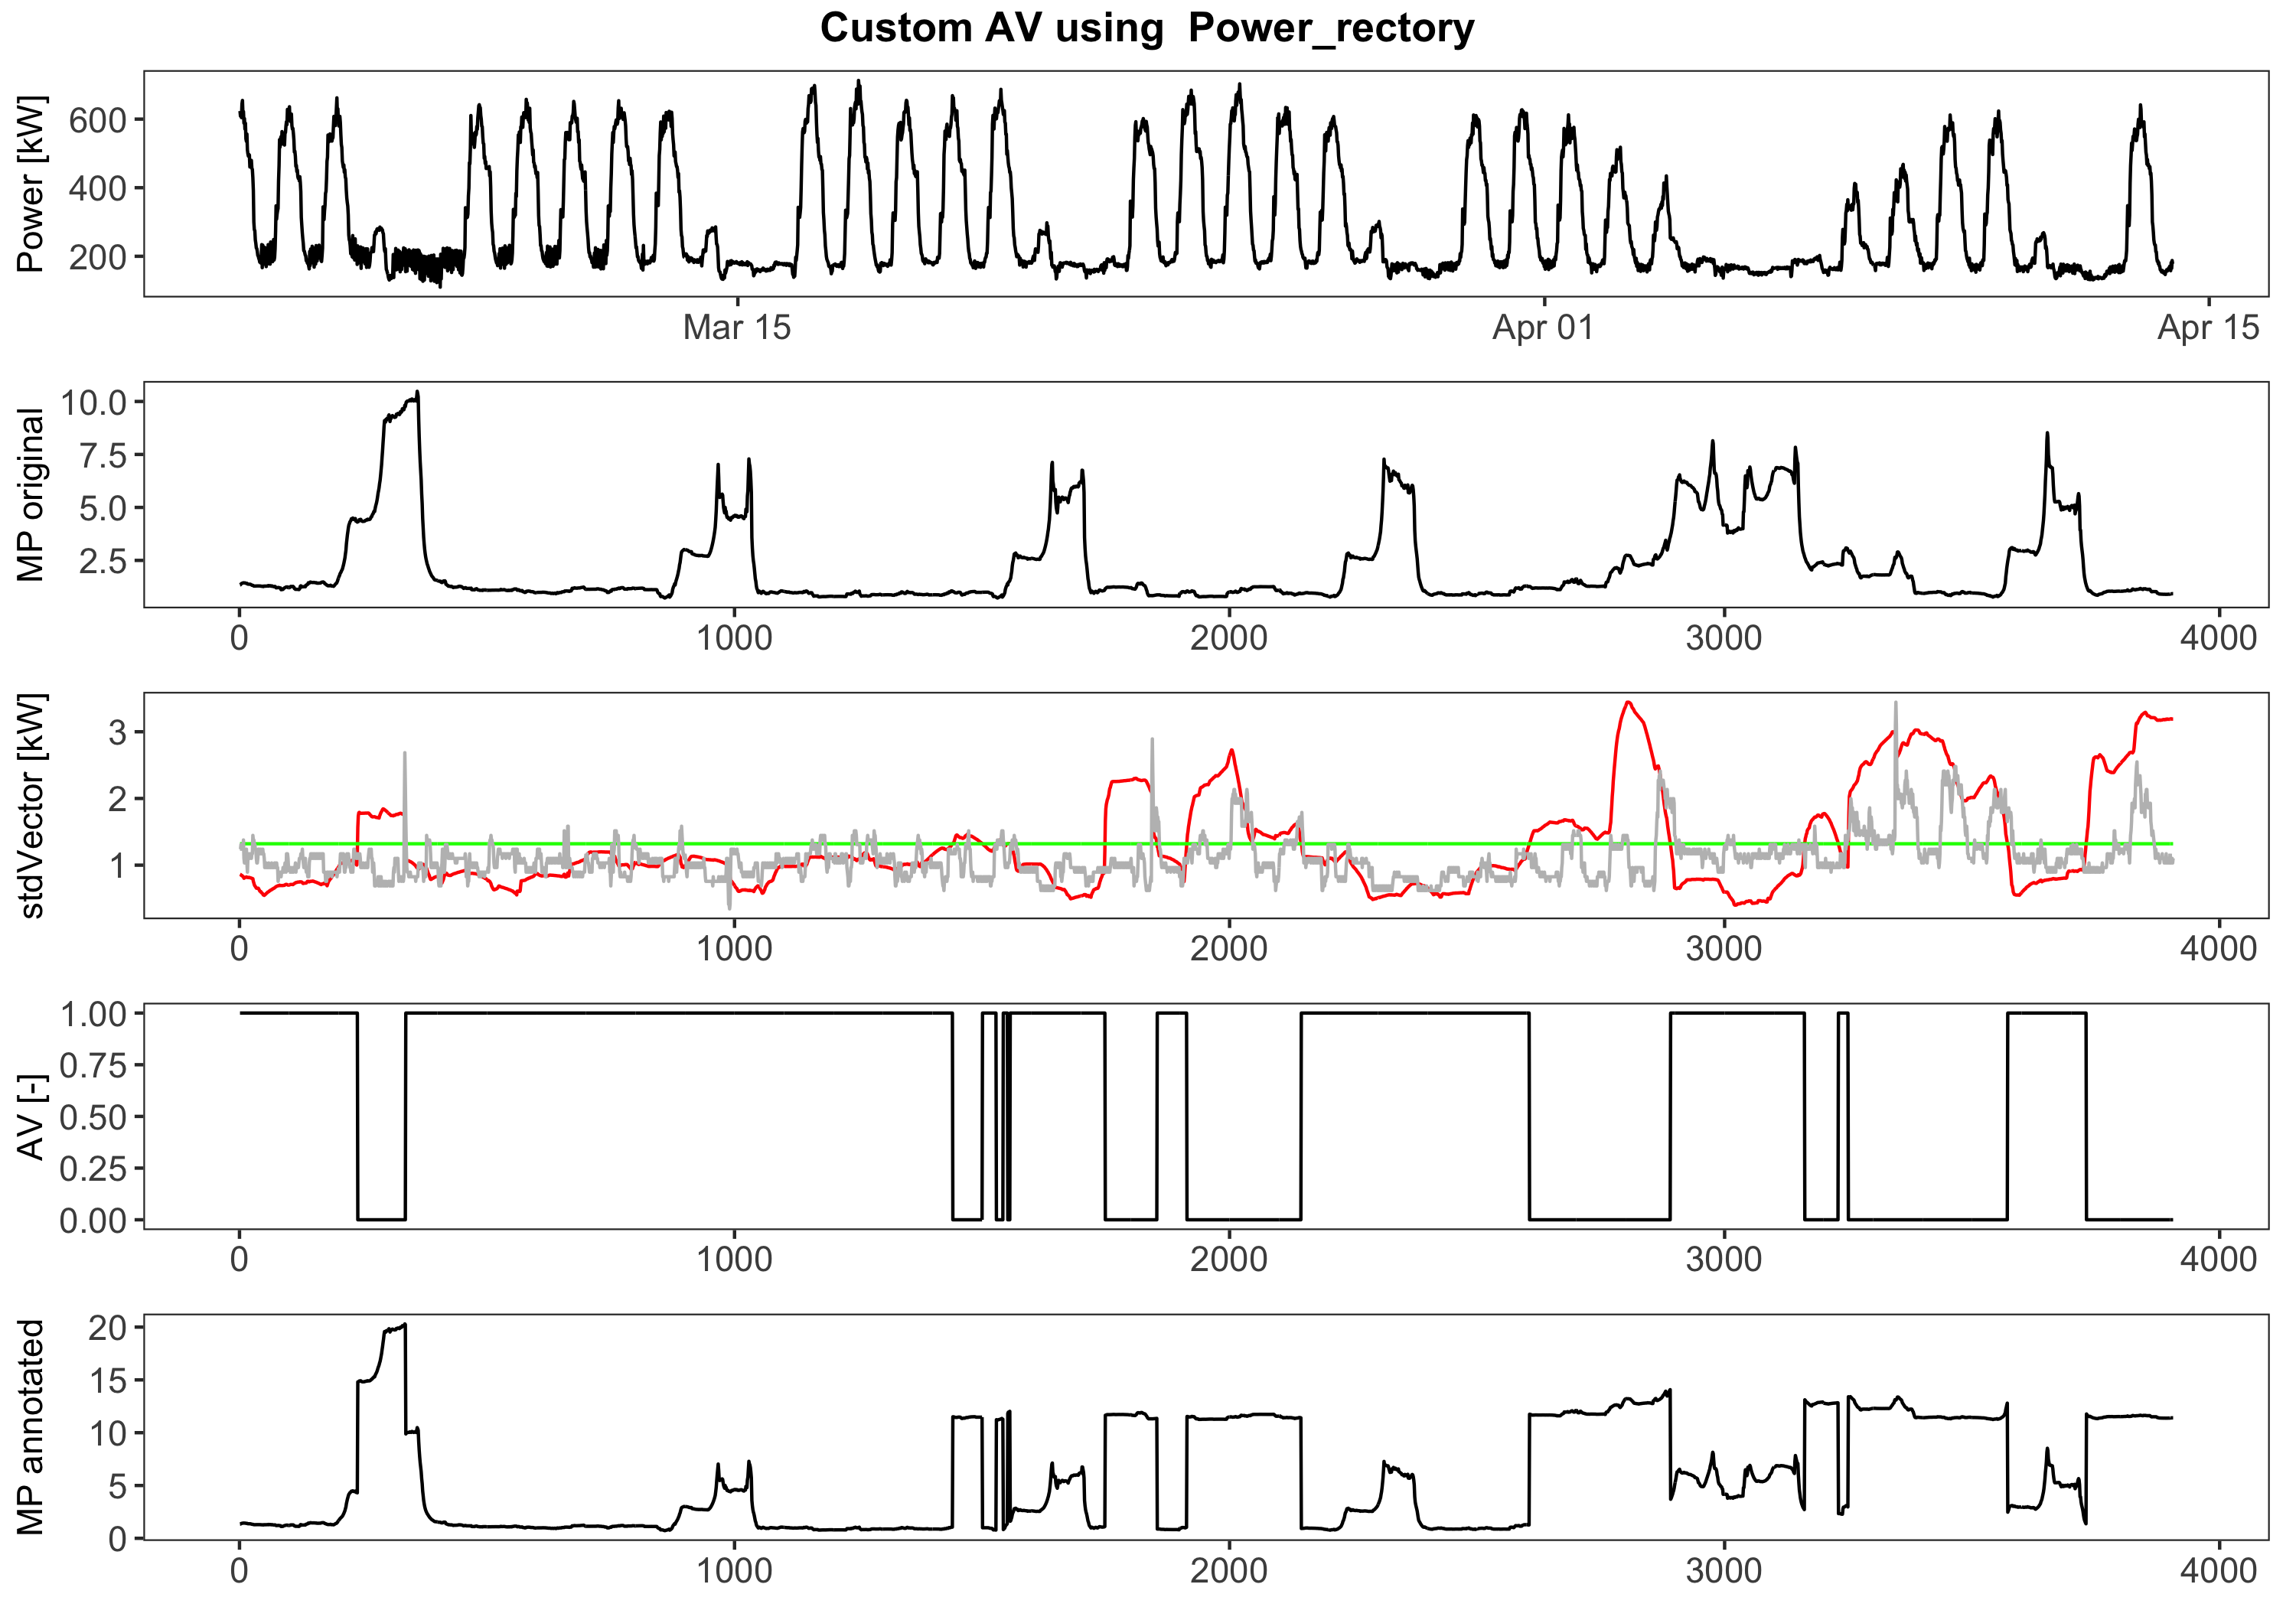 Custom AV using  Power_rectory
Power [kW]
600
400
200
Mar 15 Apr 01 Apr 15
MP original
10.0
7.5
5.0
2.5
0 1000 2000 3000 4000
stdVector [kW]
3
2
1
0 1000 2000 3000 4000
AV [-]
1.00
0.75
0.50
0.25
0.00
0 1000 2000 3000 4000
MP annotated
20
15
10
5
0
0 1000 2000 3000 4000